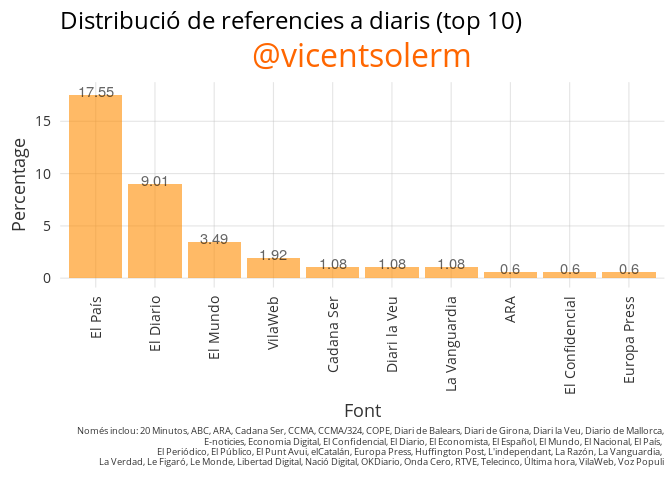 Distribució de referencies a diaris (top 10)
@vicentsolerm
Percentage
15
10
5
0
17.55
9.01
3.49
1.92
1.08
1.08
1.08
0.6
0.6
0.6
El País
El Diario
El Mundo
VilaWeb
Cadana Ser
Diari la Veu
La Vanguardia
ARA
El Confidencial
Europa Press
Font
Només inclou: 20 Minutos, ABC, ARA, Cadana Ser, CCMA, CCMA/324, COPE, Diari de Balears, Diari de Girona, Diari la Veu, Diario de Mallorca,
E-noticies, Economia Digital, El Confidencial, El Diario, El Economista, El Español, El Mundo, El Nacional, El País,
El Periódico, El Público, El Punt Avui, elCatalán, Europa Press, Huffington Post, L'independant, La Razón, La Vanguardia,
La Verdad, Le Figaró, Le Monde, Libertad Digital, Nació Digital, OKDiario, Onda Cero, RTVE, Telecinco, Última hora, VilaWeb, Voz Populi